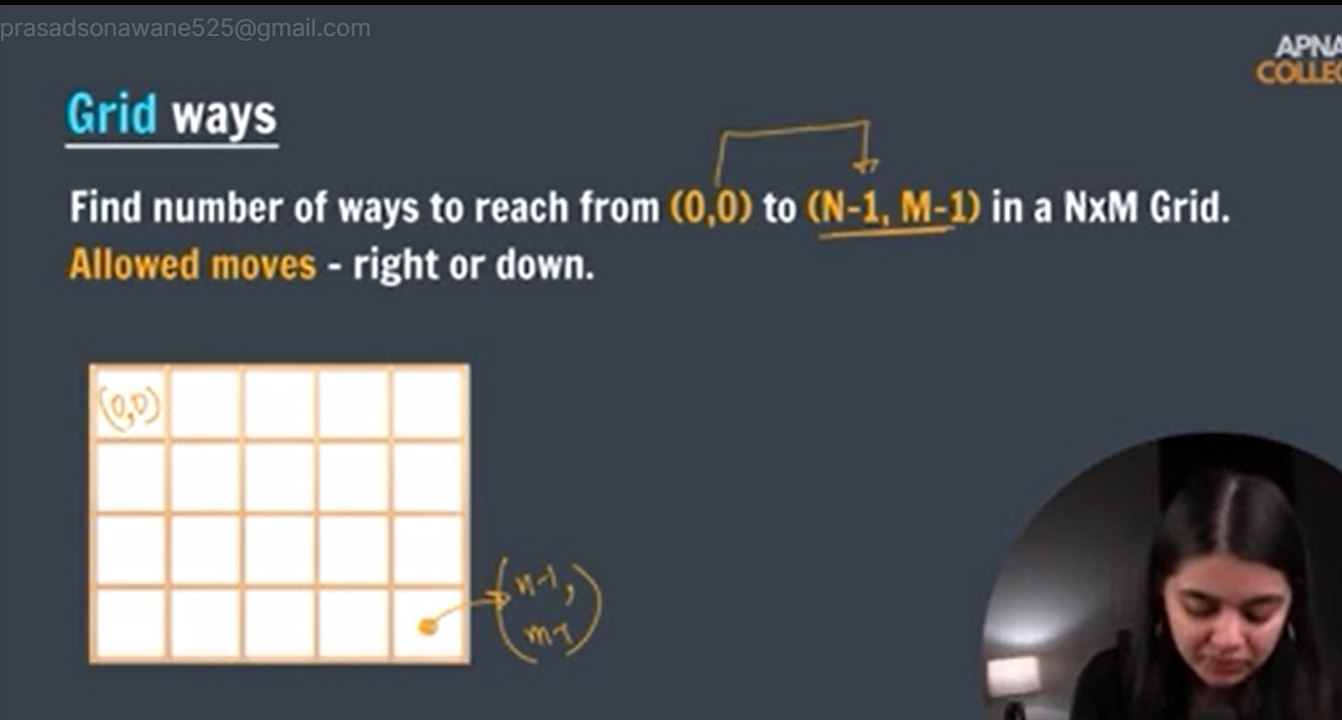 prasadsonawane525@gmail.com
APNA
COLLEG
Grid ways
Find number of ways to reach from (0,0) to (N-1, M-1) in a NxM Grid.
Allowed moves - right or down.
(0,0)
(n-1,
m-1)